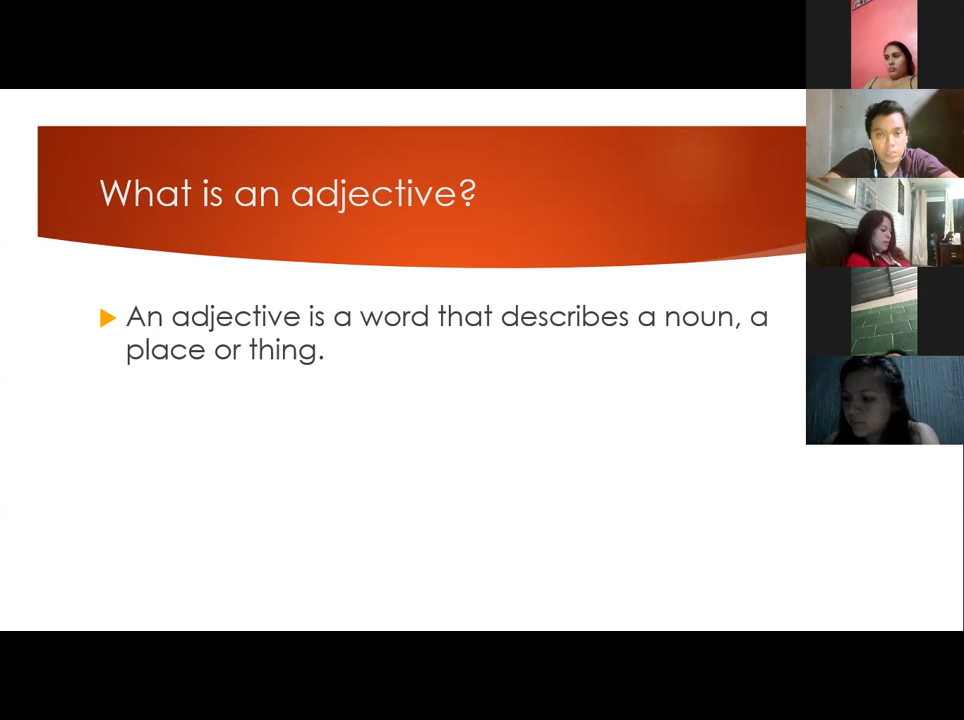 What is an adjective?
An adjective is a word that describes a noun, a
place or thing.